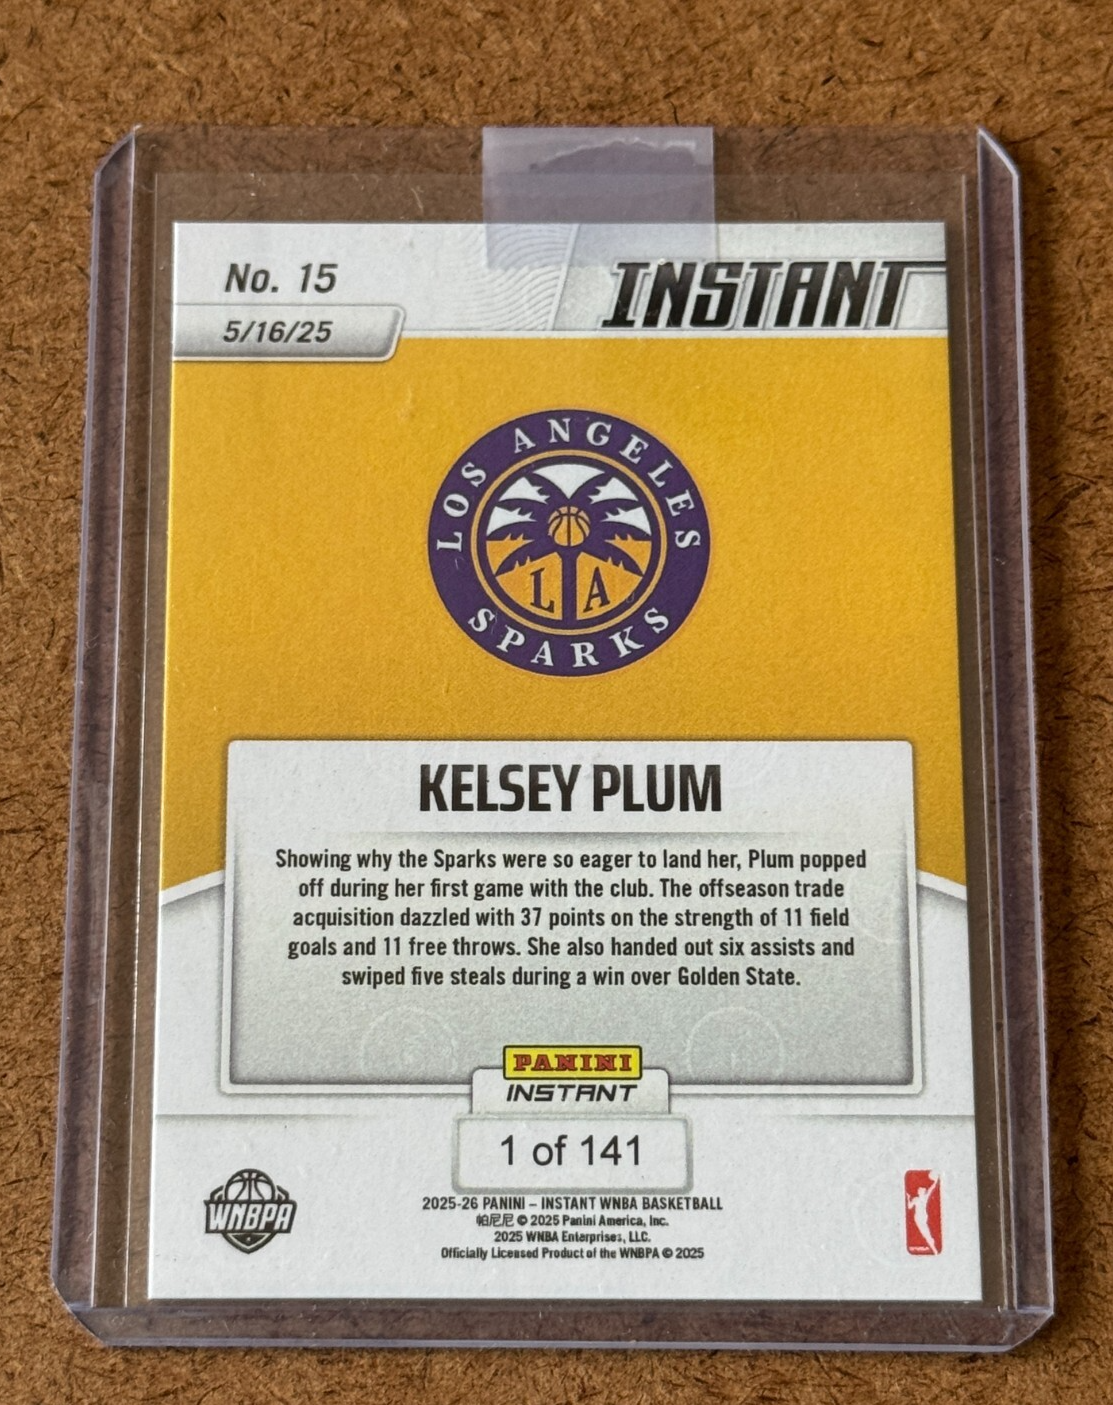 No. 15
INSTANT
5/16/25
LOS ANGELES
L A
SPARKS
KELSEY PLUM
Showing why the Sparks were so eager to land her, Plum popped
off during her first game with the club. The offseason trade
acquisition dazzled with 37 points on the strength of 11 field
goals and 11 free throws. She also handed out six assists and
swiped five steals during a win over Golden State.
PANINI
INSTANT
1 of 141
WNBPA
2025-26 PANINI – INSTANT WNBA BASKETBALL
帕尼尼 © 2025 Panini America, Inc.
2025 WNBA Enterprises, LLC.
Officially Licensed Product of the WNBPA © 2025
WNBA